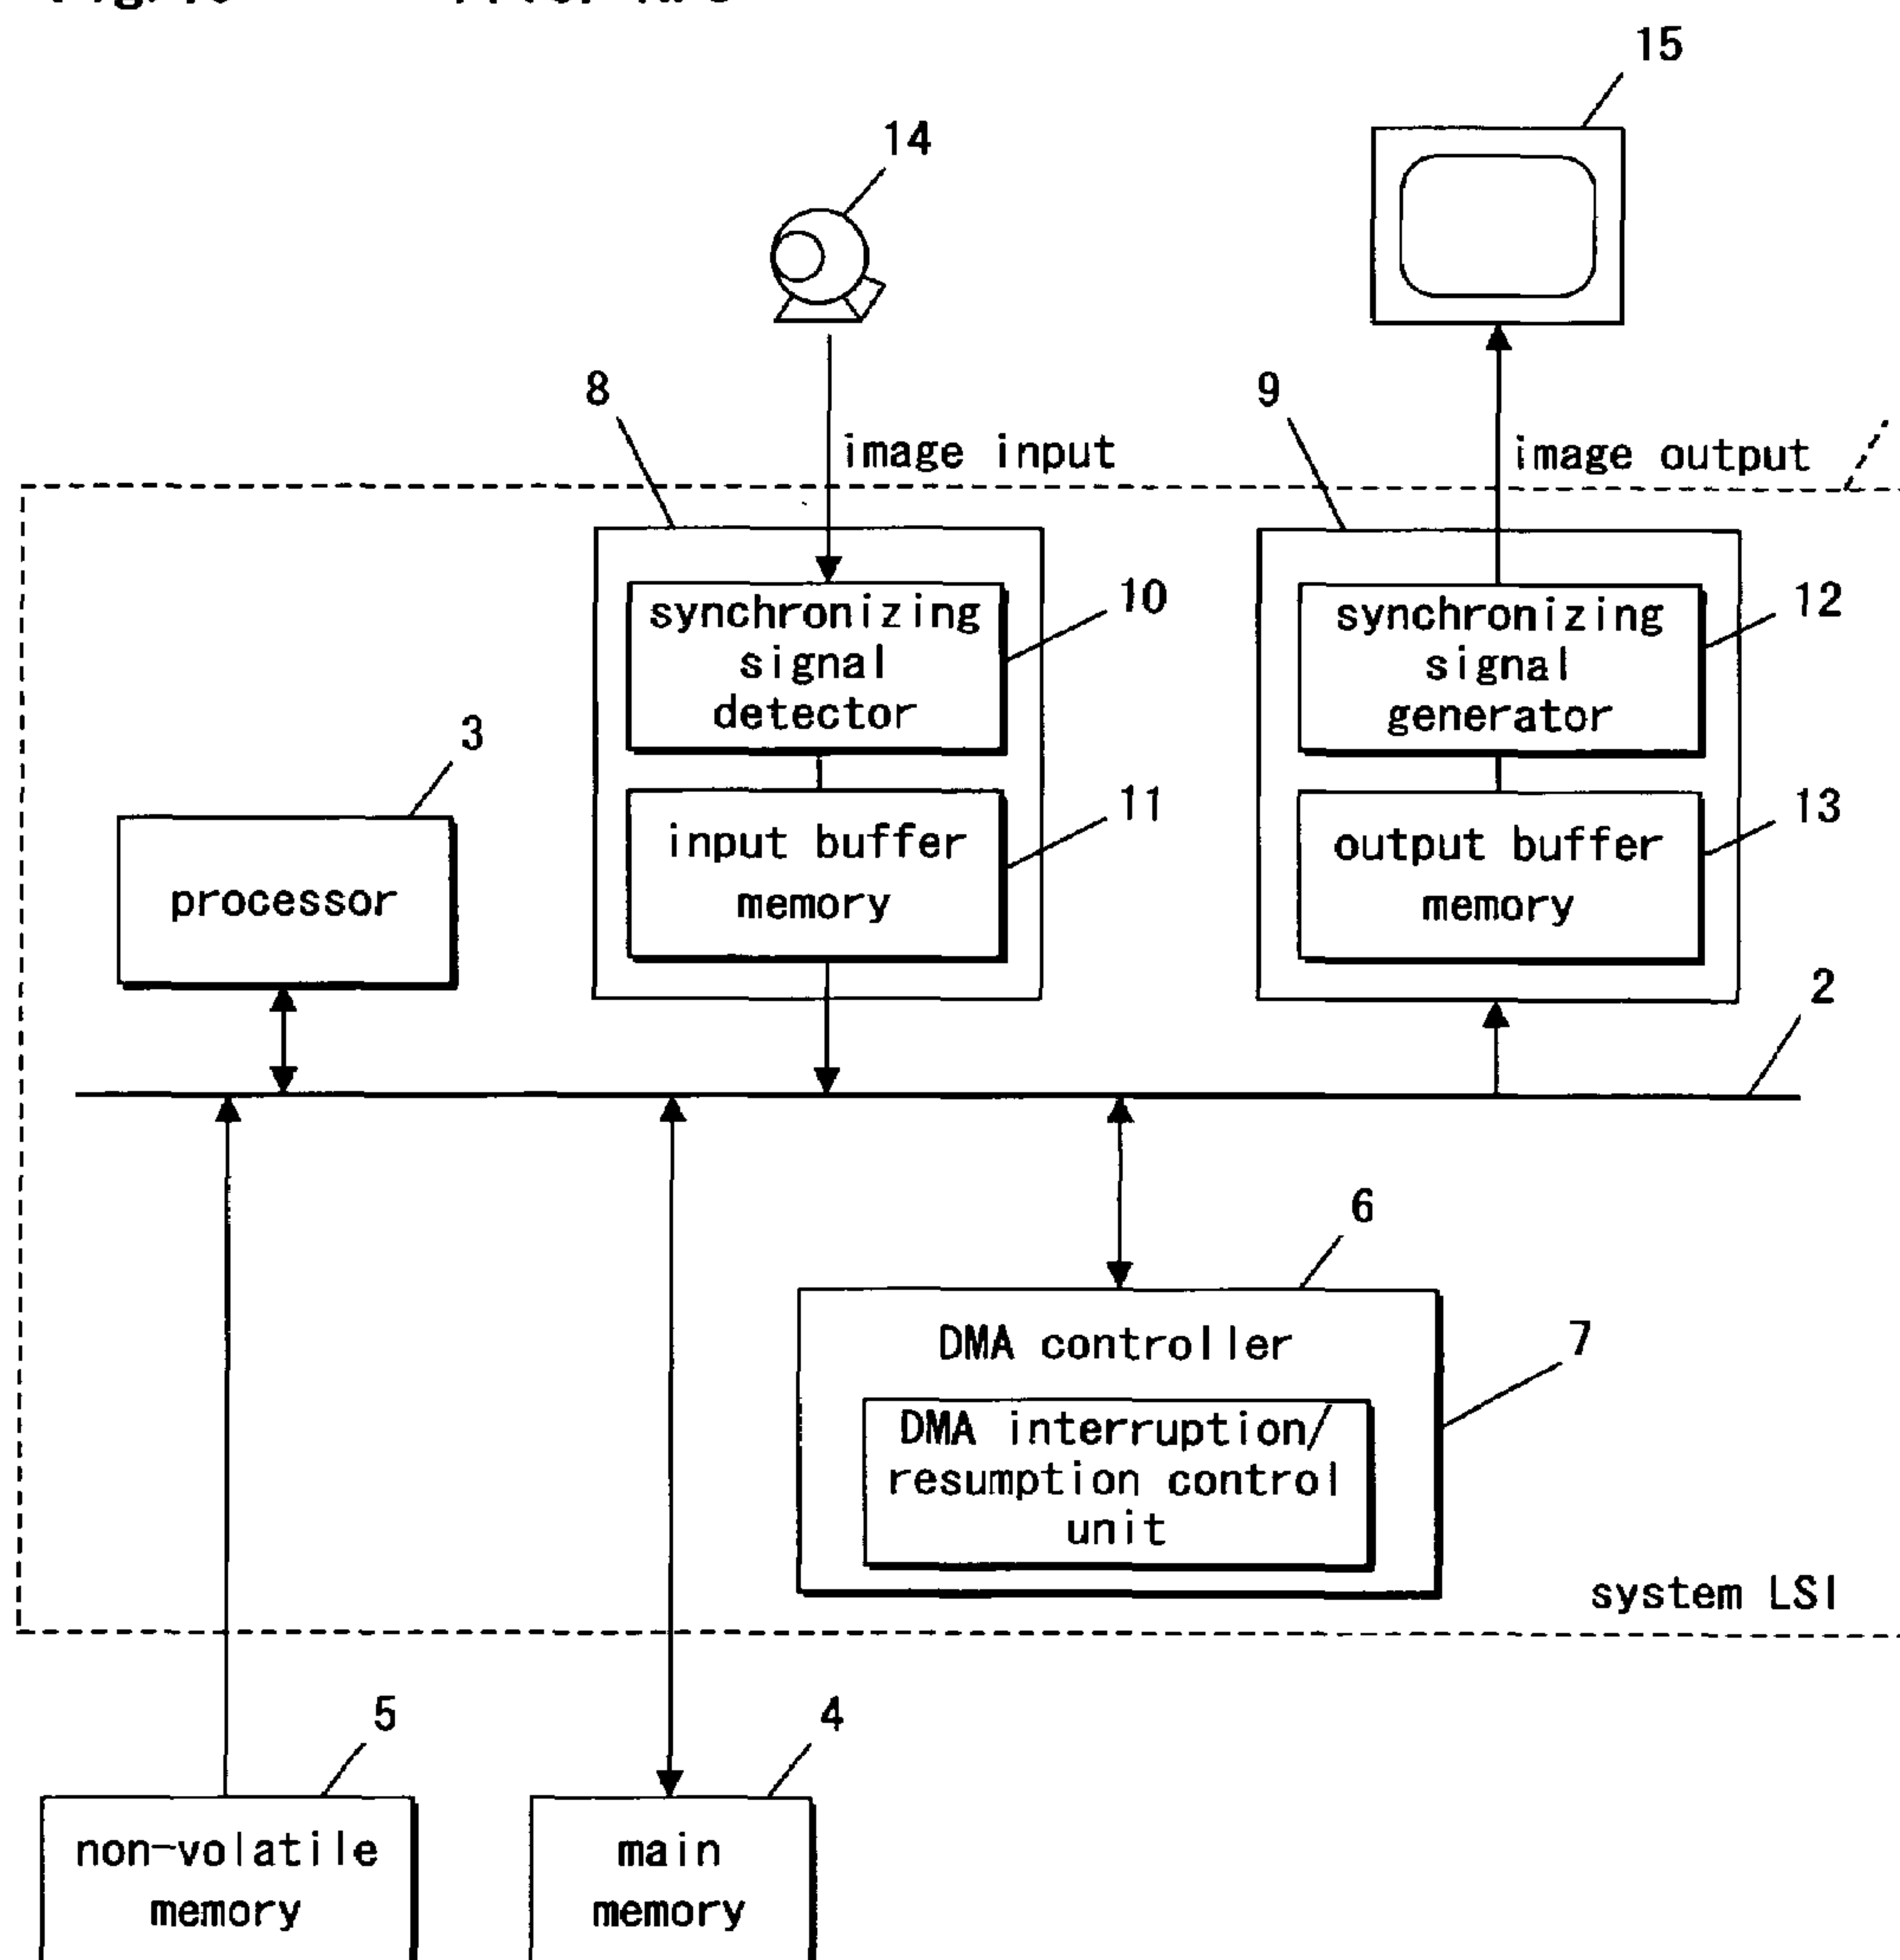 15
14
8
9
image input
image output
synchronizing
signal
detector
10
synchronizing
signal
generator
12
3
input buffer
memory
11
output buffer
memory
13
processor
2
6
DMA controller
7
DMA interruption/
resumption control
unit
system LSI
5
4
non-volatile
memory
main
memory